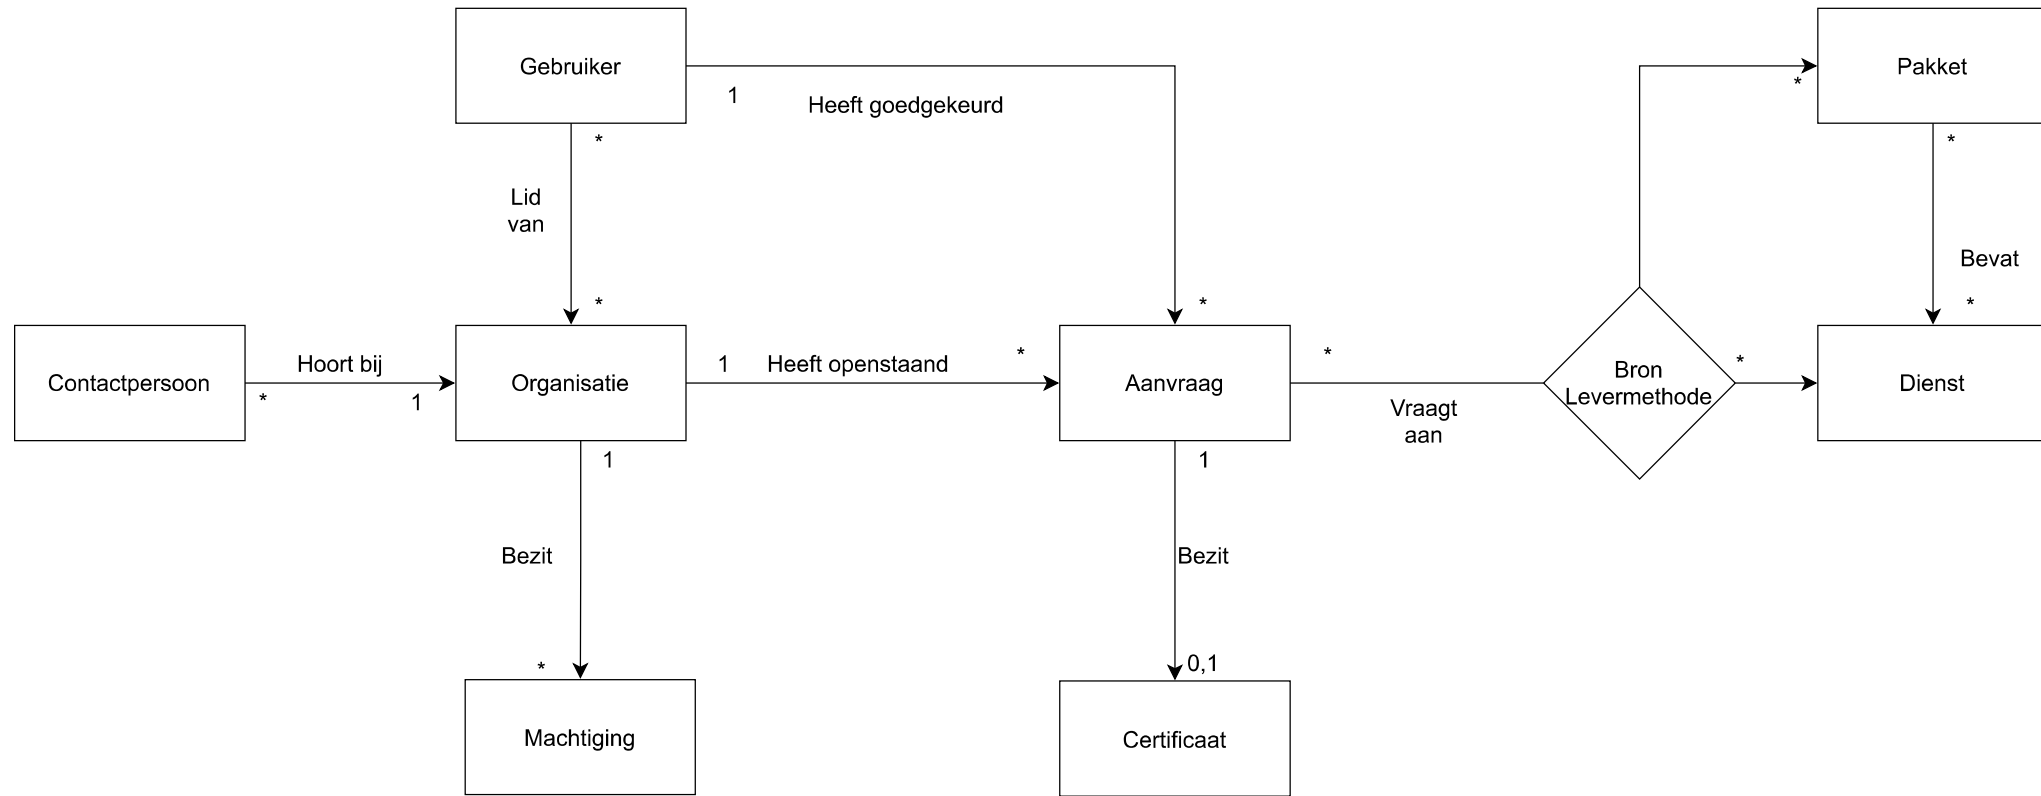 Gebruiker
Pakket
1
Heeft goedgekeurd
*
*
*
Lid
van
Bevat
*
*
*
Contactpersoon
Hoort bij
*
1
Organisatie
1
Heeft openstaand
*
Aanvraag
*
Vraagt
aan
Bron
Levermethode
*
Dienst
1
1
Bezit
Bezit
*
0,1
Machtiging
Certificaat